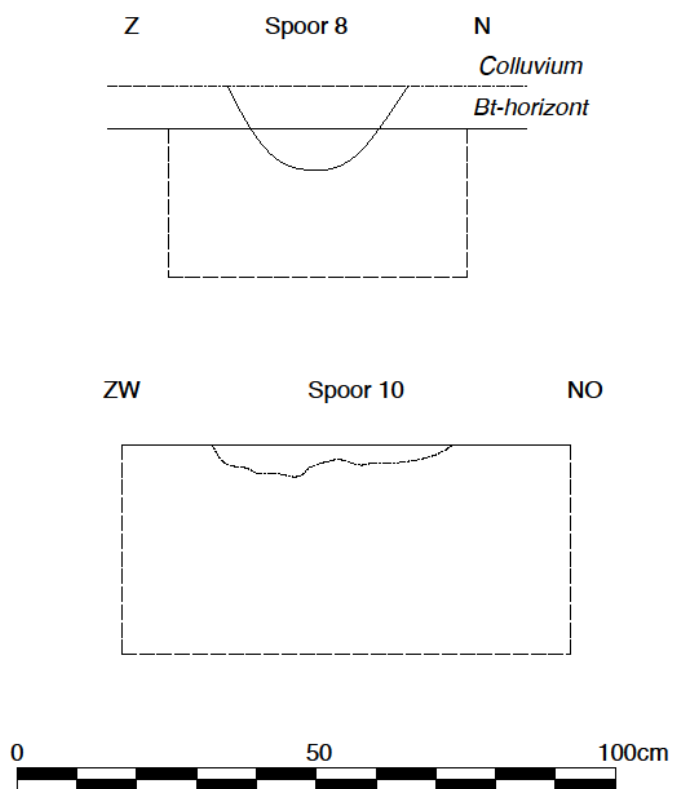 Z Spoor 8 N
Colluvium
Bt-horizont
ZW Spoor 10 NO
0 50 100cm